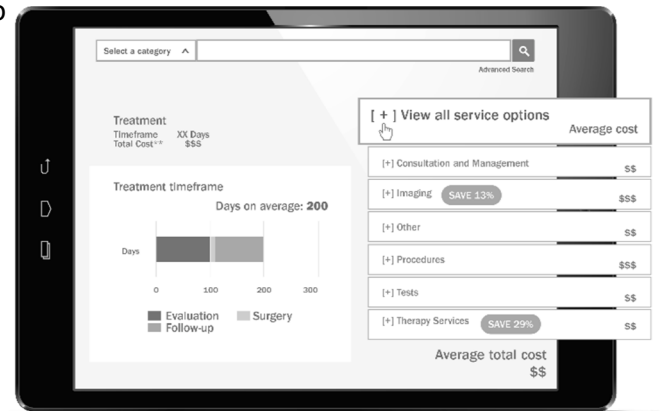 Select a category
Advanced Search
Treatment
Timeframe XX Days
Total Cost** $$$
Treatment timeframe
Days on average: 200
Days
0 100 200 300
Evaluation Surgery
Follow-up
[ + ] View all service options
Average cost
[+] Consultation and Management $$
[+] Imaging SAVE 13% $$$
[+] Other $$
[+] Procedures $$$
[+] Tests $$
[+] Therapy Services SAVE 29% $$
Average total cost
$$